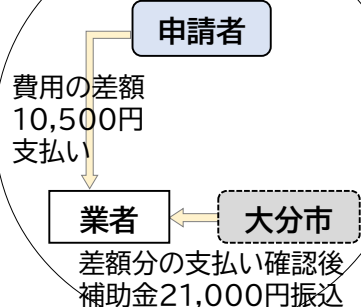 申請者
費用の差額
10,500円
支払い
業者
大分市
差額分の支払い確認後
補助金21,000円振込